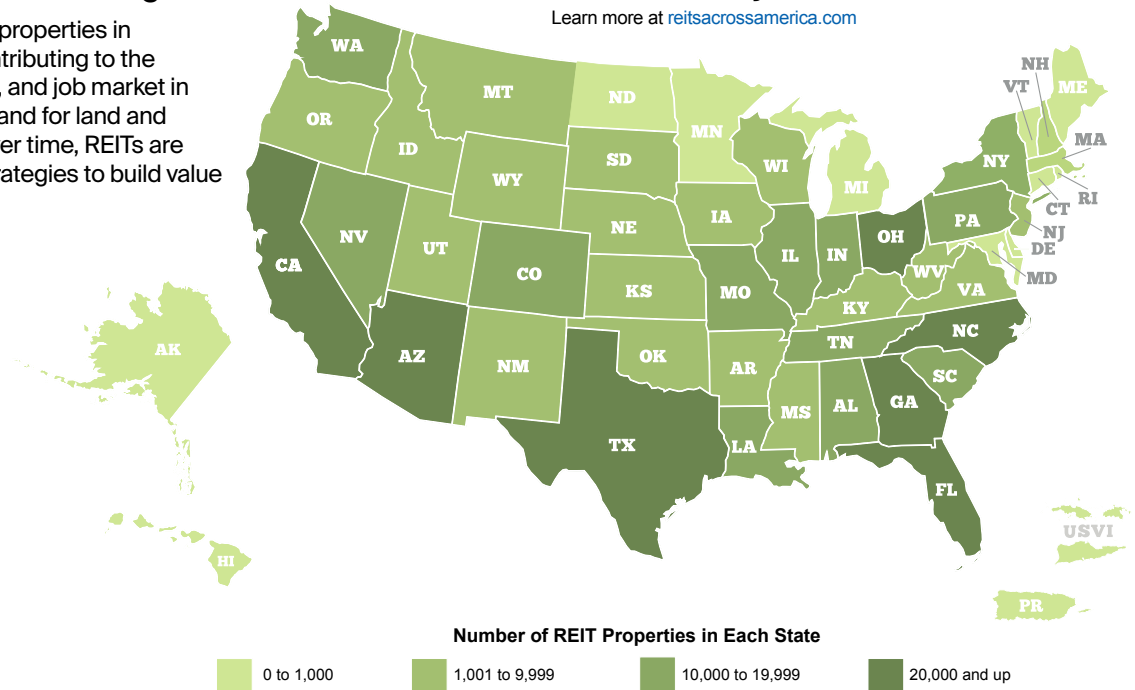 Learn more at reitsacrossamerica.com
properties in
ntributing to the
, and job market in
and for land and
er time, REITs are
rategies to build value
WA
MT
ND
MN
OR
ID
WY
SD
WI
MI
NY
VT
NH
ME
MA
RI
CT
NJ
DE
MD
PA
NV
UT
CO
NE
IA
IL
IN
OH
WV
VA
CA
KS
MO
KY
AZ
NM
OK
AR
TN
NC
SC
TX
LA
MS
AL
GA
FL
AK
HI
USVI
PR
Number of REIT Properties in Each State
0 to 1,000
1,001 to 9,999
10,000 to 19,999
20,000 and up